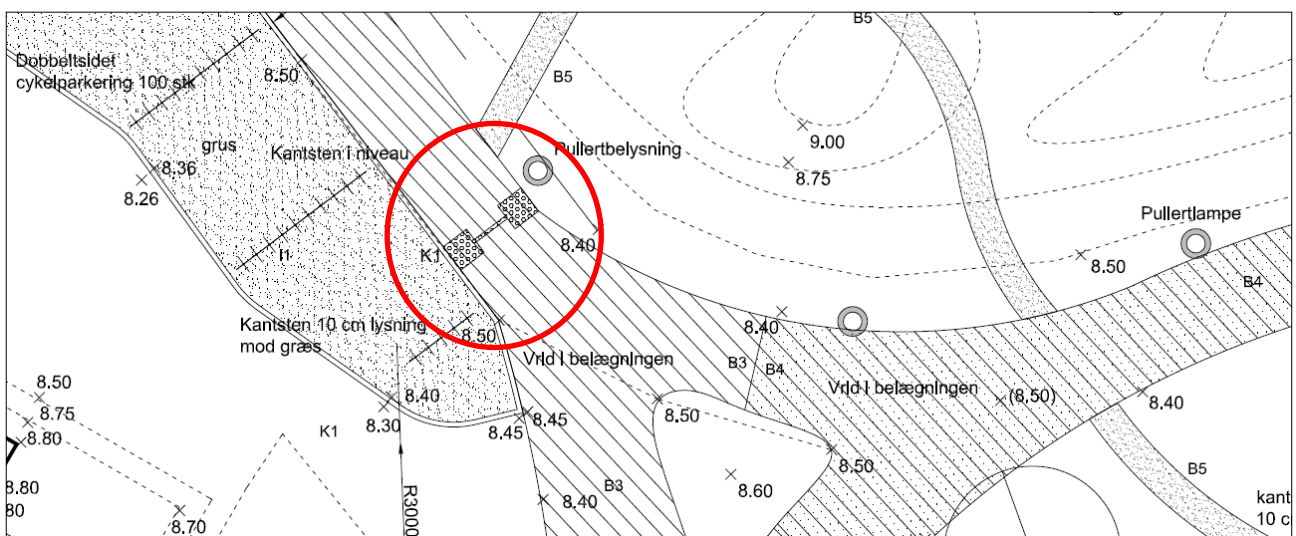 B5
Dobbeltsidet
cykelparkering 100 stk
8.50
B5
grus
Kantsten i niveau
Pullertbelysning
9.00
8.75
8.36
8.26
Pullertlampe
8.40
K1
I1
8.50
B4
Kantsten 10 cm lysning
mod græs
8.50
8.40
Vrid i belægningen
B3
B4
Vrid i belægningen
8.50
8.75
8.80
8.40
8.30
8.45
8.45
8.50
(8.50)
8.40
K1
8.50
8.60
B5
8.80
80
8.70
R3000
8.40
B3
kant
10 c